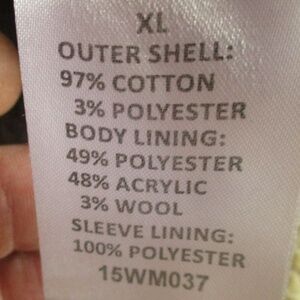 XL
OUTER SHELL:
97% COTTON
3% POLYESTER
BODY LINING:
49% POLYESTER
48% ACRYLIC
3% WOOL
SLEEVE LINING:
100% POLYESTER
15WM037